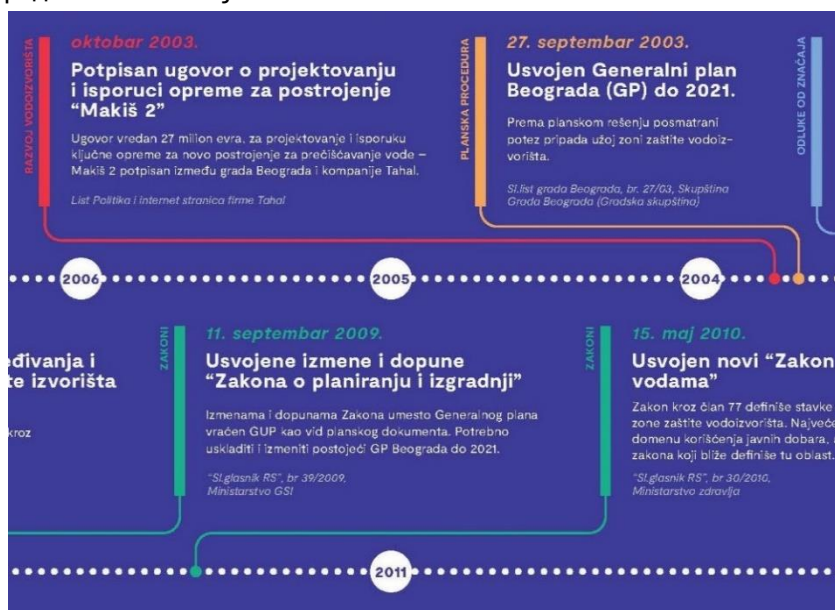 RAZVOJ VODOIZVORIŠTA
oktobar 2003.
Potpisan ugovor o projektovanju
i isporuci opreme za postrojenje
“Makiš 2”
Ugovor vredan 27 milion evra, za projektovanje i isporuku
ključne opreme za novo postrojenje za prečišćavanje vode –
Makiš 2 potpisan između grada Beograda i kompanije Tahal.
List Politika i Internet stranica firme Tahal
PLANSKA PROCEDURA
27. septembar 2003.
Usvojen Generalni plan
Beograda (GP) do 2021.
Prema planskom rešenju posmatrani
potez pripada užoj zoni zaštite vodoiz-
vorišta.
Sl.list grada Beograda, br. 27/03, Skupština
Grada Beograda (Gradska skupština)
ODLUKE OD ZNAČAJA
2006
2005
2004
eđivanja i
te izvorišta
kroz
ZAKONI
11. septembar 2009.
Usvojene izmene i dopune
“Zakona o planiranju i izgradnji”
Izmenama i dopunama Zakona umesto Generalnog plana
vraćen GUP kao vid planskog dokumenta. Potrebno
uskladiti i izmeniti postojeći GP Beograda do 2021.
“Sl.glasnik RS”, br 39/2009,
Ministarstvo GSI
ZAKONI
15. maj 2010.
Usvojen novi “Zakon
vodama”
Zakon kroz član 77 definiše stavke
zone zaštite vodoizvorišta. Najveće
domenu korišćenja javnih dobara,
zakona koji bliže definiše tu oblast.
“Sl.glasnik RS”, br 30/2010,
Ministarstvo zdravlja
2011